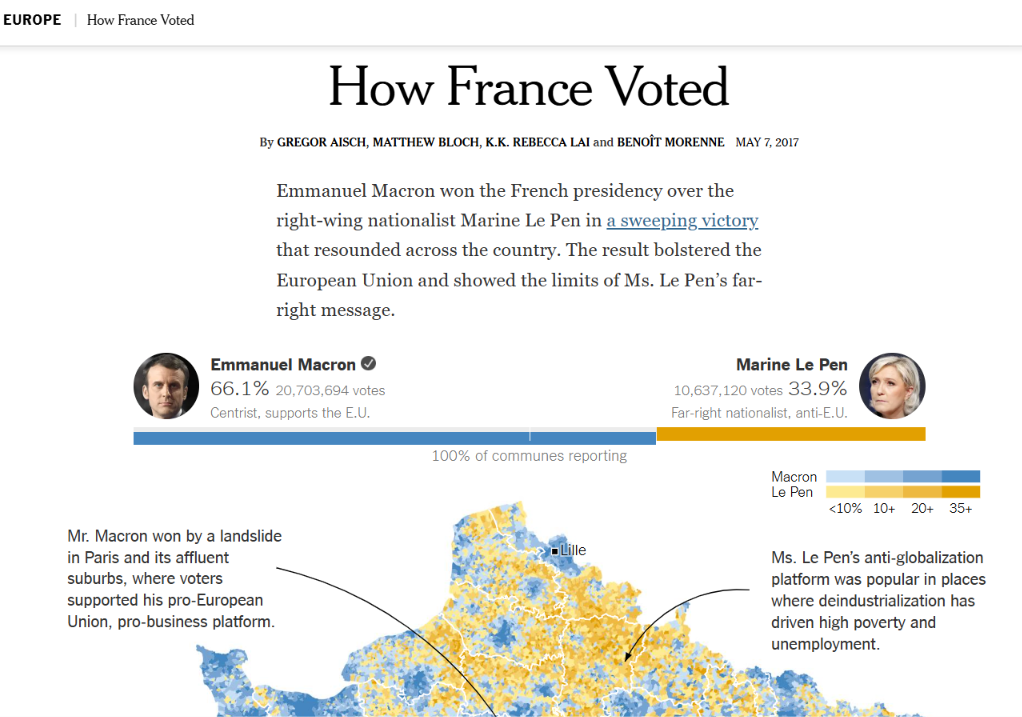 EUROPE | How France Voted
How France Voted
By GREGOR AISCH, MATTHEW BLOCH, K.K. REBECCA LAI and BENOÎT MORENNE MAY 7, 2017
Emmanuel Macron won the French presidency over the
right-wing nationalist Marine Le Pen in a sweeping victory
that resounded across the country. The result bolstered the
European Union and showed the limits of Ms. Le Pen’s far-
right message.
Emmanuel Macron
66.1% 20,703,694 votes
Centrist, supports the E.U.
Marine Le Pen
10,637,120 votes 33.9%
Far-right nationalist, anti-E.U.
100% of communes reporting
Macron
Le Pen
<10% 10+ 20+ 35+
Lille
Mr. Macron won by a landslide
in Paris and its affluent
suburbs, where voters
supported his pro-European
Union, pro-business platform.
Ms. Le Pen’s anti-globalization
platform was popular in places
where deindustrialization has
driven high poverty and
unemployment.